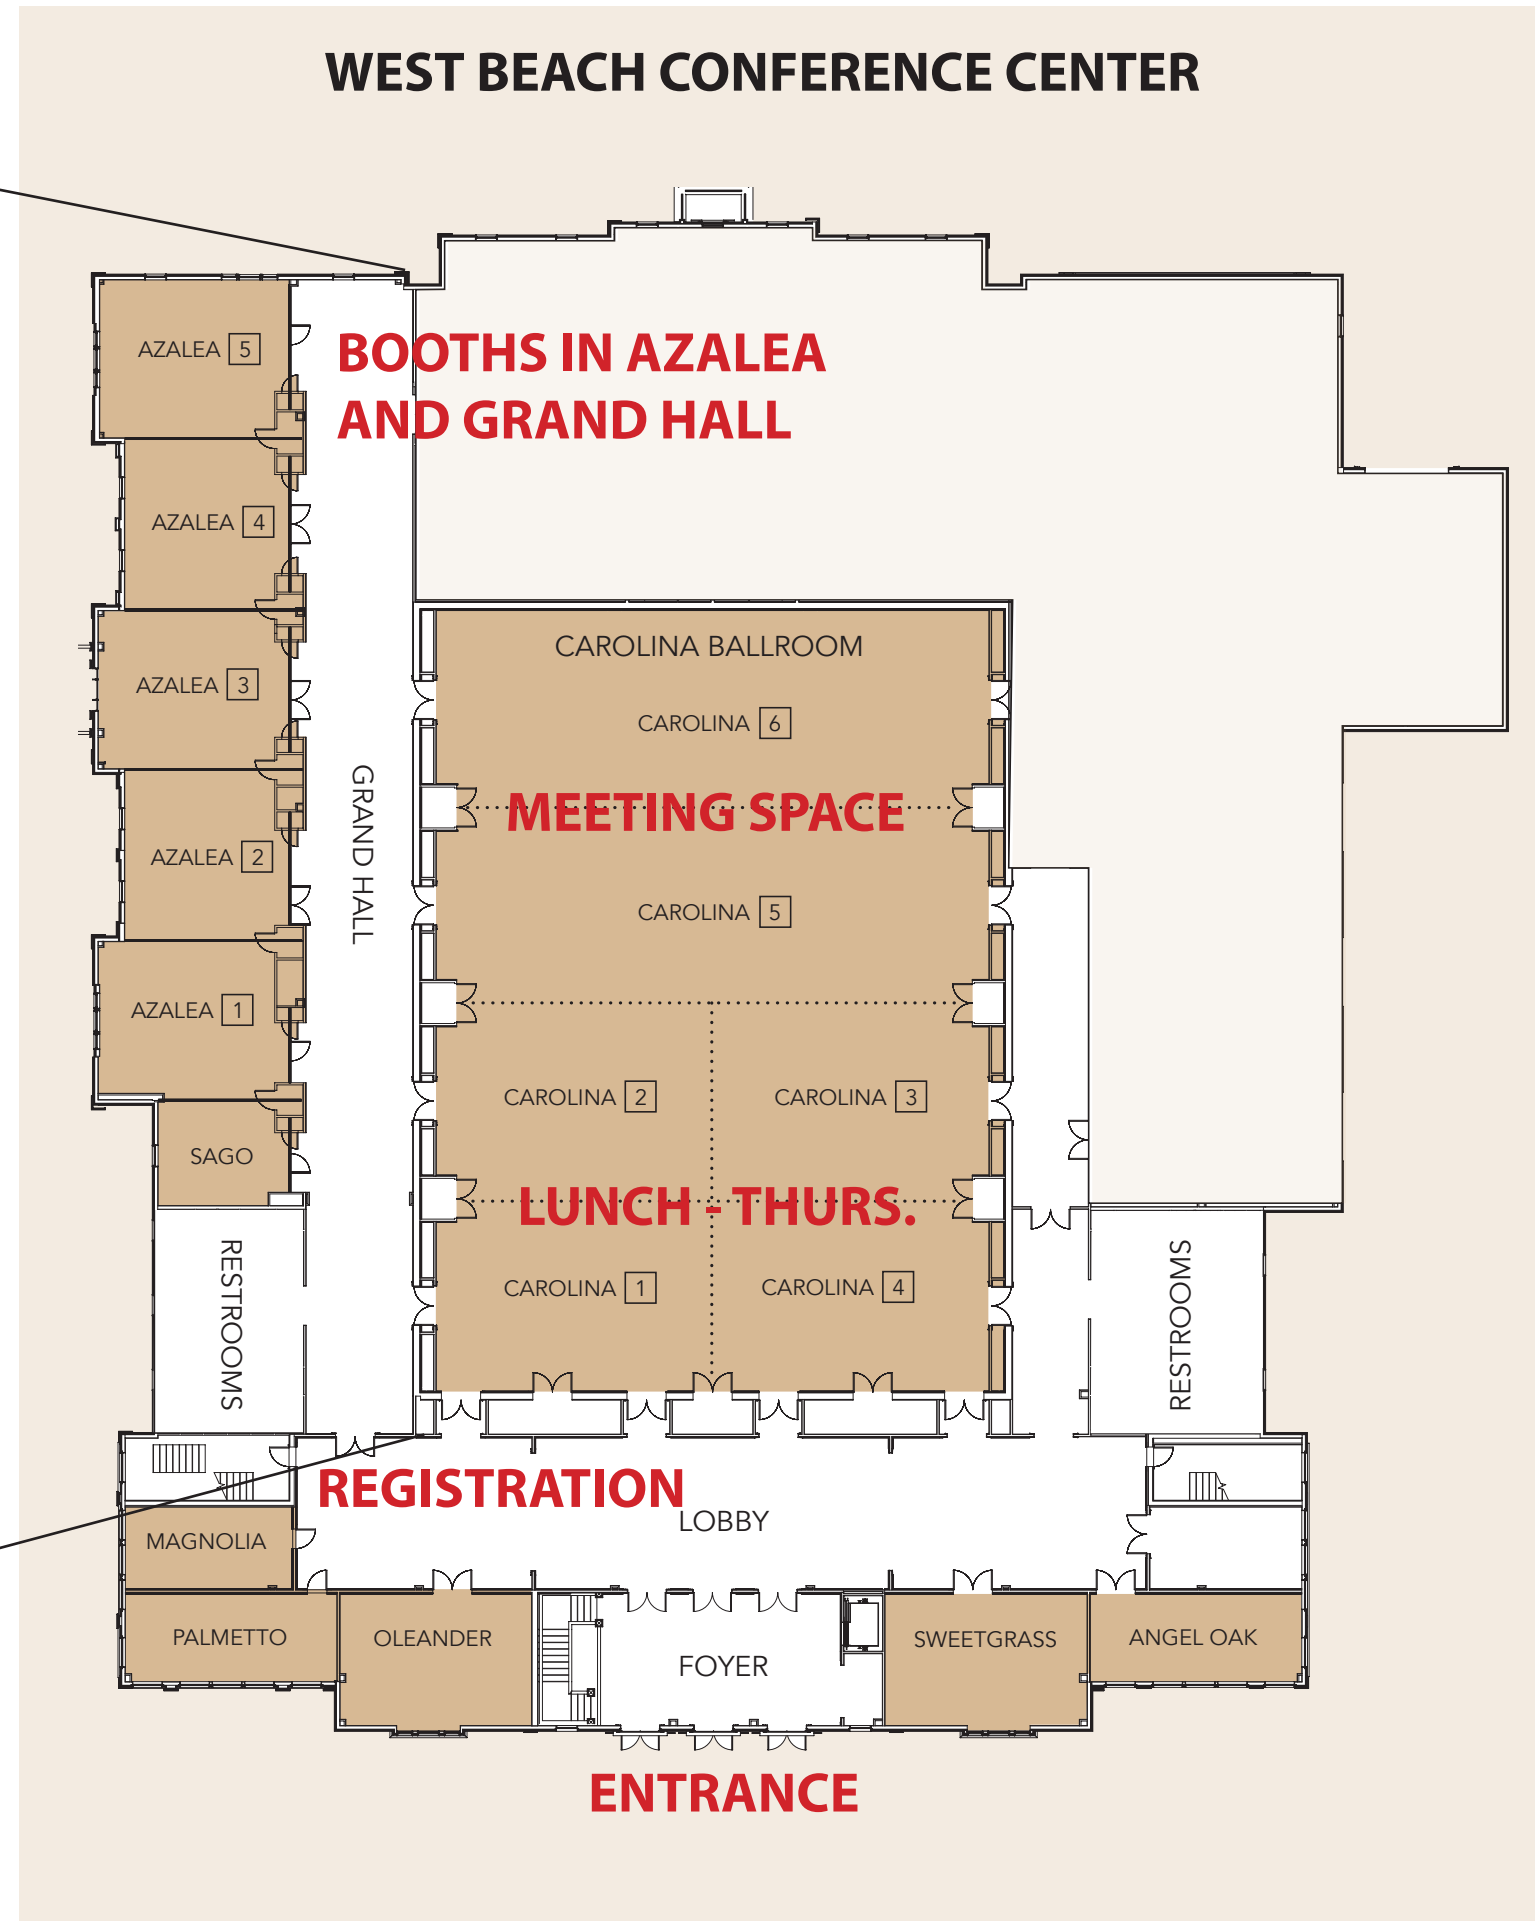 WEST BEACH CONFERENCE CENTER
BOOTHS IN AZALEA
AND GRAND HALL
AZALEA 5
AZALEA 4
AZALEA 3
AZALEA 2
AZALEA 1
SAGO
GRAND HALL
CAROLINA BALLROOM
CAROLINA 6
MEETING SPACE
CAROLINA 5
CAROLINA 2
CAROLINA 3
LUNCH - THURS.
CAROLINA 1
CAROLINA 4
RESTROOMS
RESTROOMS
REGISTRATION
LOBBY
MAGNOLIA
PALMETTO
OLEANDER
FOYER
SWEETGRASS
ANGEL OAK
ENTRANCE